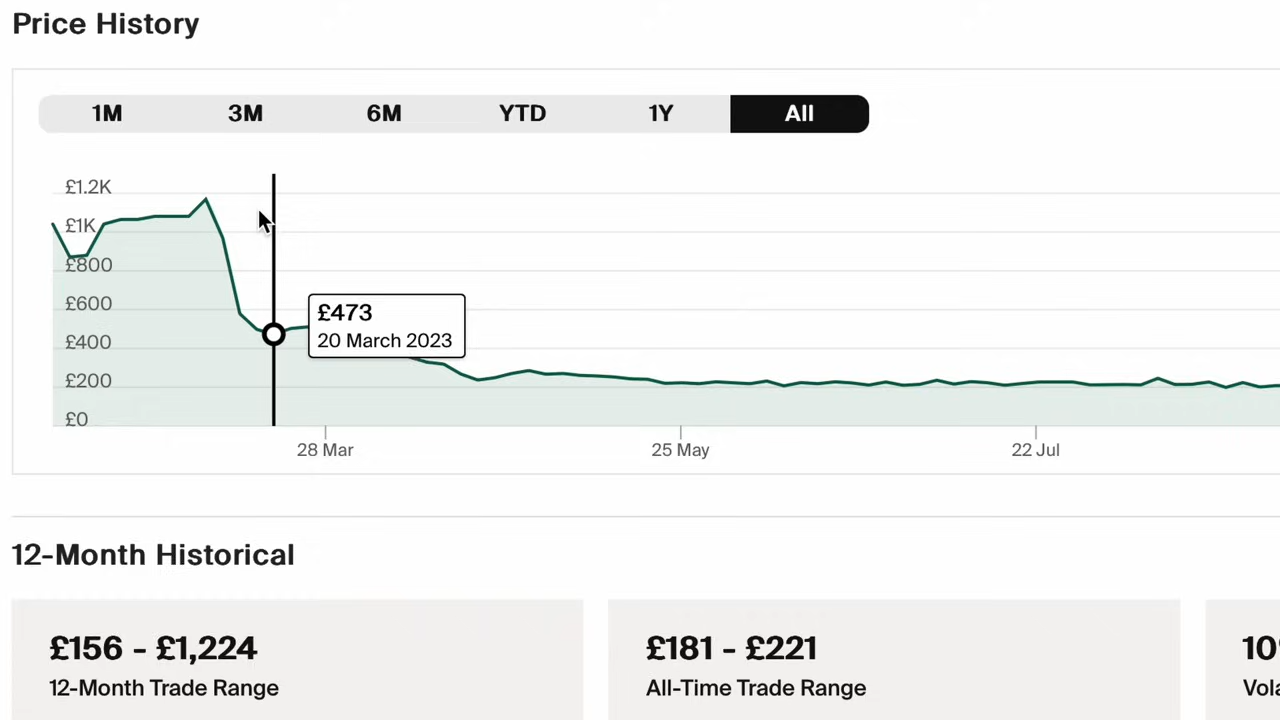 Price History
1M 3M 6M YTD 1Y All
£1.2K
£1K
£800
£600
£400
£200
£0
£473
20 March 2023
28 Mar 25 May 22 Jul
12-Month Historical
£156 - £1,224
12-Month Trade Range
£181 - £221
All-Time Trade Range
10
Vola